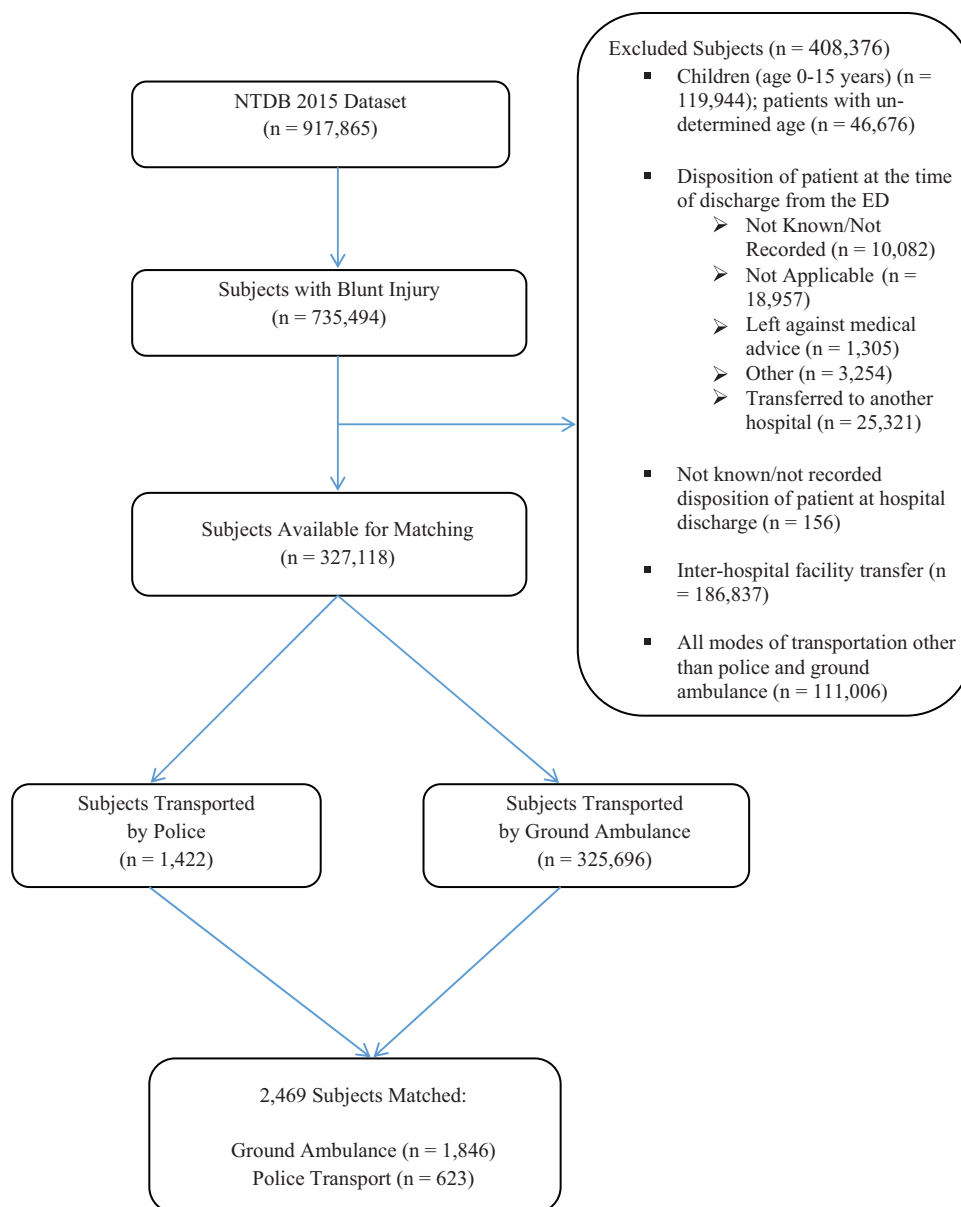 NTDB 2015 Dataset
(n = 917,865)
Subjects with Blunt Injury
(n = 735,494)
Excluded Subjects (n = 408,376)
▪ Children (age 0-15 years) (n =
119,944); patients with un-
determined age (n = 46,676)
▪ Disposition of patient at the time
of discharge from the ED
➢ Not Known/Not
Recorded (n = 10,082)
➢ Not Applicable (n =
18,957)
➢ Left against medical
advice (n = 1,305)
➢ Other (n = 3,254)
➢ Transferred to another
hospital (n = 25,321)
▪ Not known/not recorded
disposition of patient at hospital
discharge (n = 156)
▪ Inter-hospital facility transfer (n
= 186,837)
▪ All modes of transportation other
than police and ground
ambulance (n = 111,006)
Subjects Available for Matching
(n = 327,118)
Subjects Transported
by Police
(n = 1,422)
Subjects Transported
by Ground Ambulance
(n = 325,696)
2,469 Subjects Matched:
Ground Ambulance (n = 1,846)
Police Transport (n = 623)